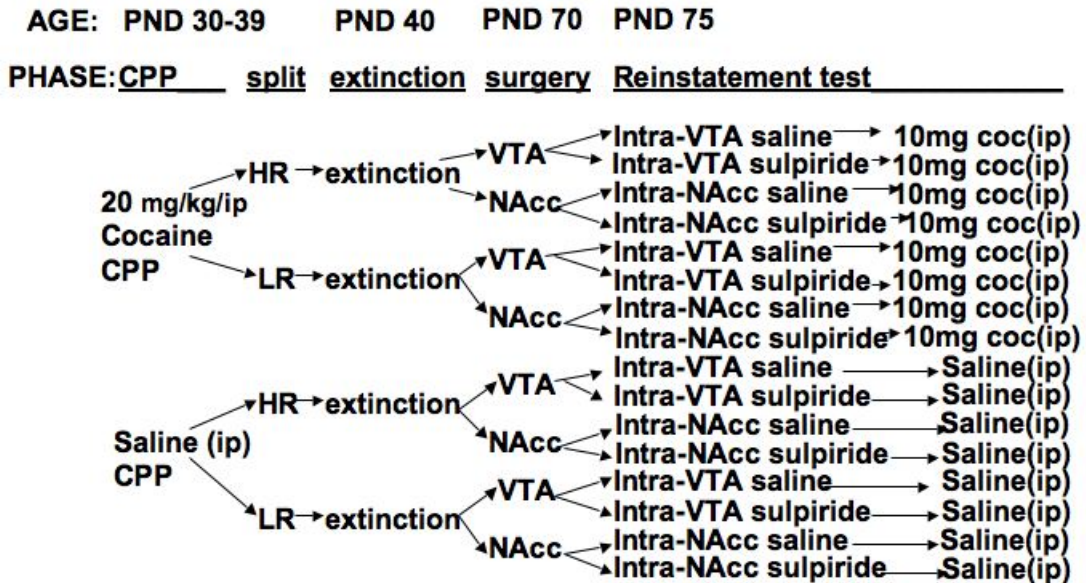 AGE: PND 30-39 PND 40 PND 70 PND 75
PHASE: CPP split extinction surgery Reinstatement test
20 mg/kg/ip
Cocaine
CPP
HR extinction
VTA
Intra-VTA saline 10mg coc(ip)
Intra-VTA sulpiride 10mg coc(ip)
NAcc
Intra-NAcc saline 10mg coc(ip)
Intra-NAcc sulpiride 10mg coc(ip)
LR extinction
VTA
Intra-VTA saline 10mg coc(ip)
Intra-VTA sulpiride 10mg coc(ip)
NAcc
Intra-NAcc saline 10mg coc(ip)
Intra-NAcc sulpiride 10mg coc(ip)
Saline (ip)
CPP
HR extinction
VTA
Intra-VTA saline Saline(ip)
Intra-VTA sulpiride Saline(ip)
NAcc
Intra-NAcc saline Saline(ip)
Intra-NAcc sulpiride Saline(ip)
LR extinction
VTA
Intra-VTA saline Saline(ip)
Intra-VTA sulpiride Saline(ip)
NAcc
Intra-NAcc saline Saline(ip)
Intra-NAcc sulpiride Saline(ip)